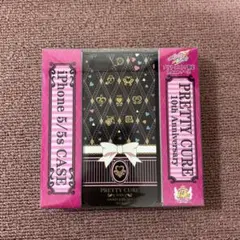 iPhone 5/5s CASE
PRETTY CURE
10th Anniversary
PRETTY CURE